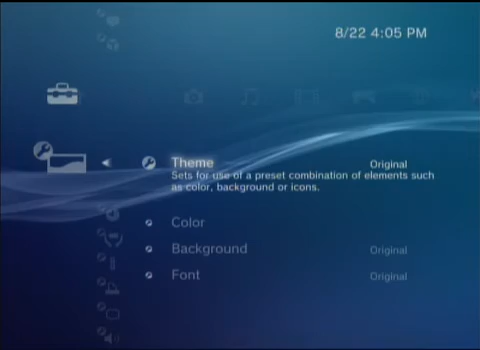 8/22 4:05 PM
Theme Original
Sets for use of a preset combination of elements such
as color, background or icons.
Color
Background Original
Font Original